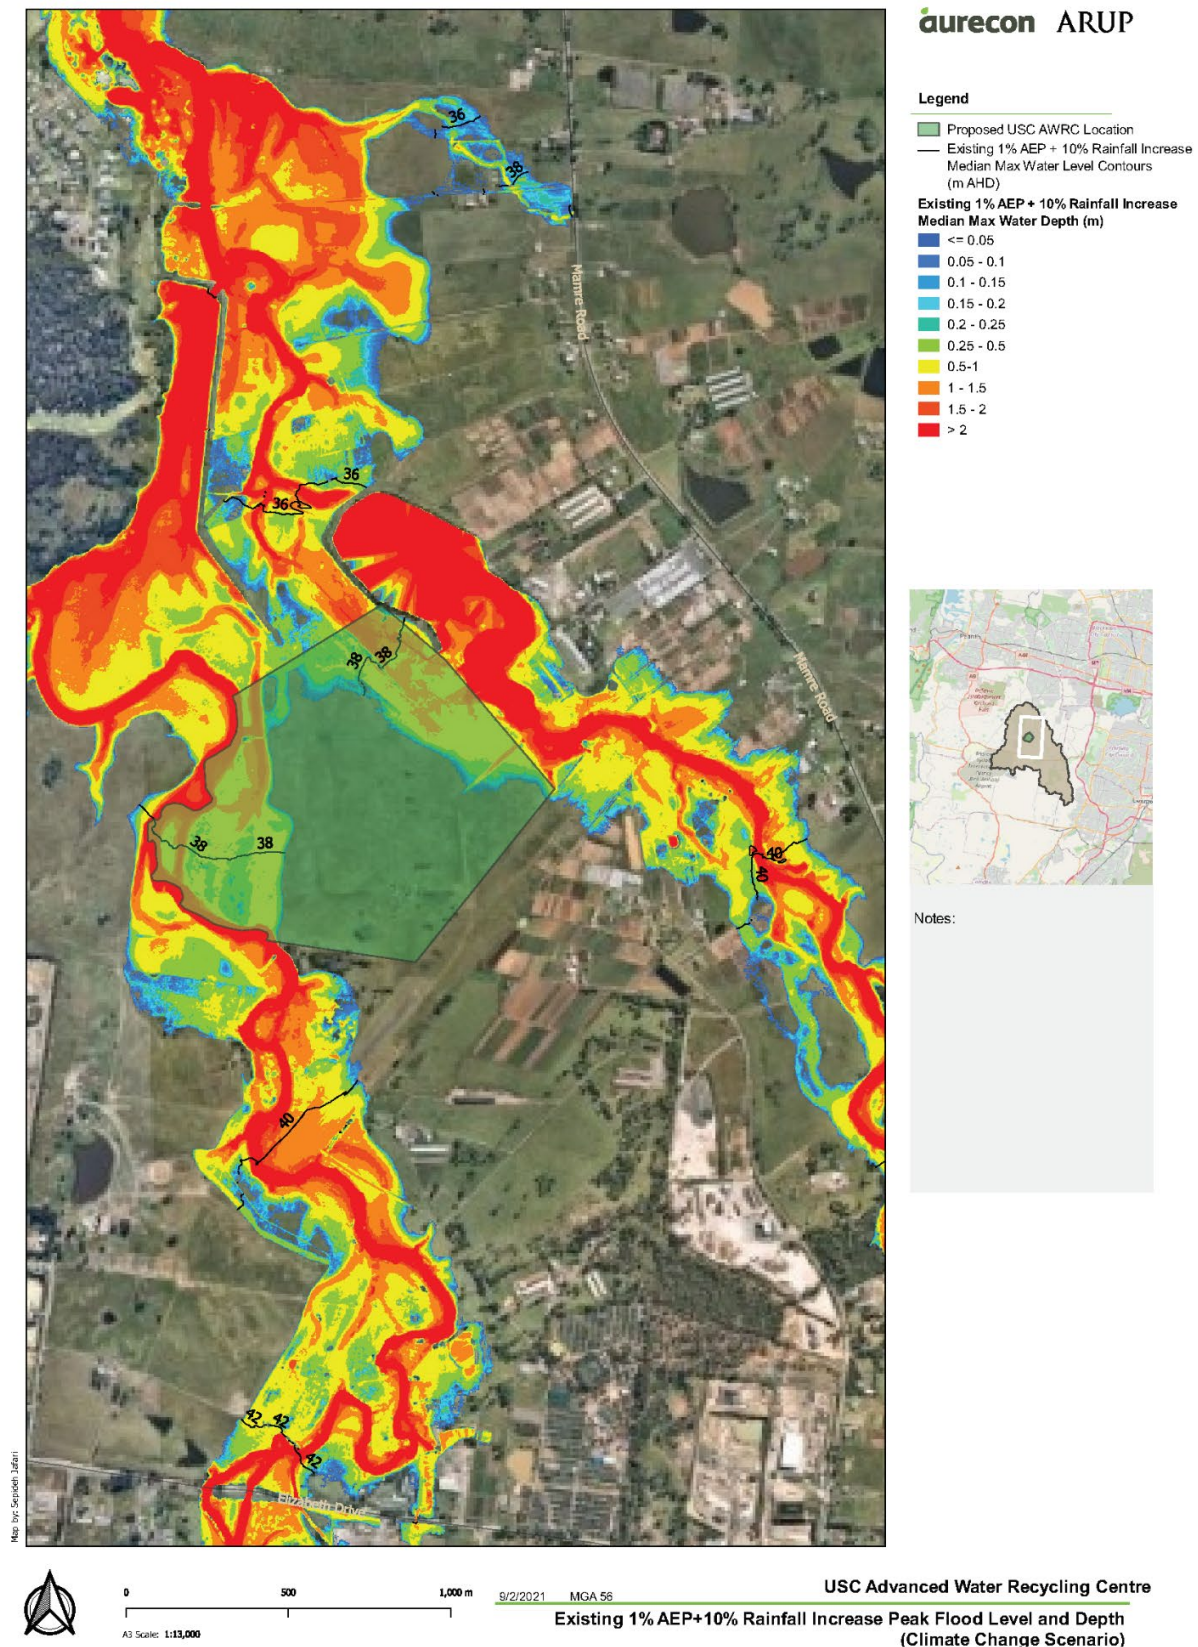 aurecon ARUP
Legend
Proposed USC AWRC Location
Existing 1% AEP + 10% Rainfall Increase
Median Max Water Level Contours
(m AHD)
Existing 1% AEP + 10% Rainfall Increase
Median Max Water Depth (m)
<= 0.05
0.05 - 0.1
0.1 - 0.15
0.15 - 0.2
0.2 - 0.25
0.25 - 0.5
0.5-1
1 - 1.5
1.5 - 2
> 2
36
38
Mamre Road
36
36
38
38
Mamre Road
38
38
40
40
40
42
42
42
Elizabeth Drive
Notes:
Map by: Sepideh Jafari
0 500 1,000 m
A3 Scale: 1:13,000
9/2/2021 MGA 56
USC Advanced Water Recycling Centre
Existing 1% AEP+10% Rainfall Increase Peak Flood Level and Depth
(Climate Change Scenario)